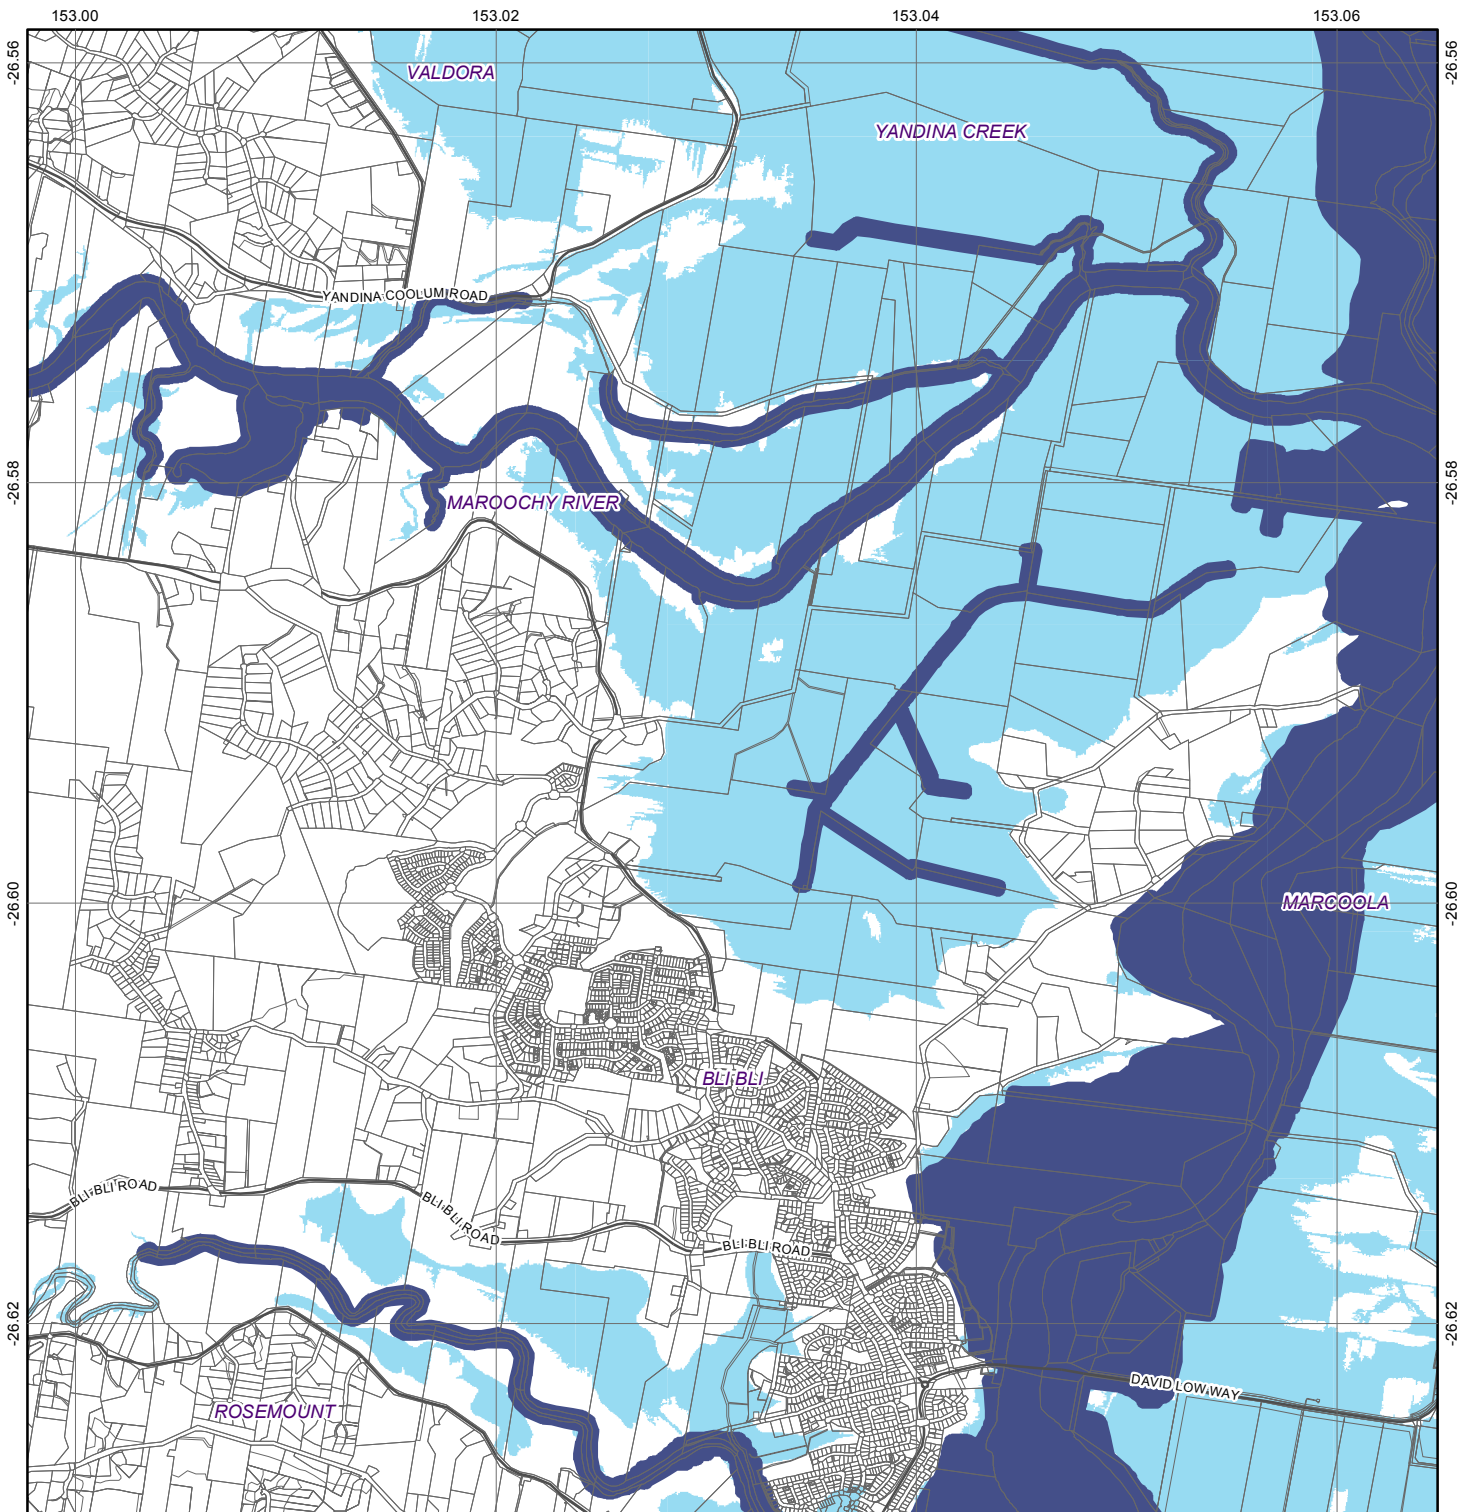 153.00 153.02 153.04 153.06
-26.56 -26.56
VALDORA
YANDINA CREEK
YANDINA COOLUM ROAD
-26.58 -26.58
MAROOCHY RIVER
-26.60 -26.60
MARCOOLA
BLI BLI
BLI BLI ROAD
BLI BLI ROAD
BLI BLI ROAD
-26.62 -26.62
DAVID LOW WAY
ROSEMOUNT